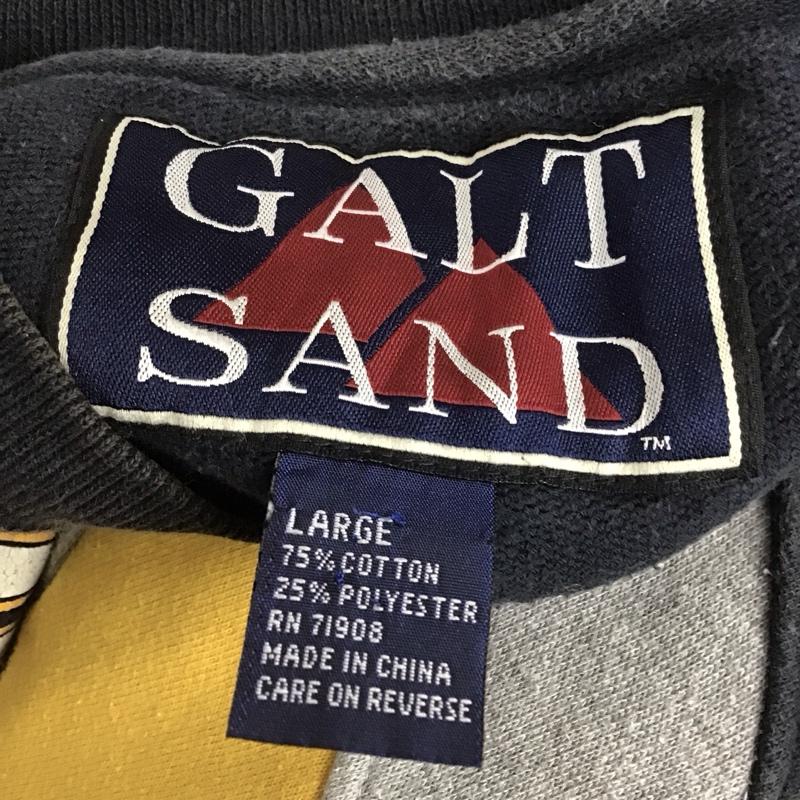 GALT
SAND
TM
LARGE
75% COTTON
25% POLYESTER
RN 71908
MADE IN CHINA
CARE ON REVERSE